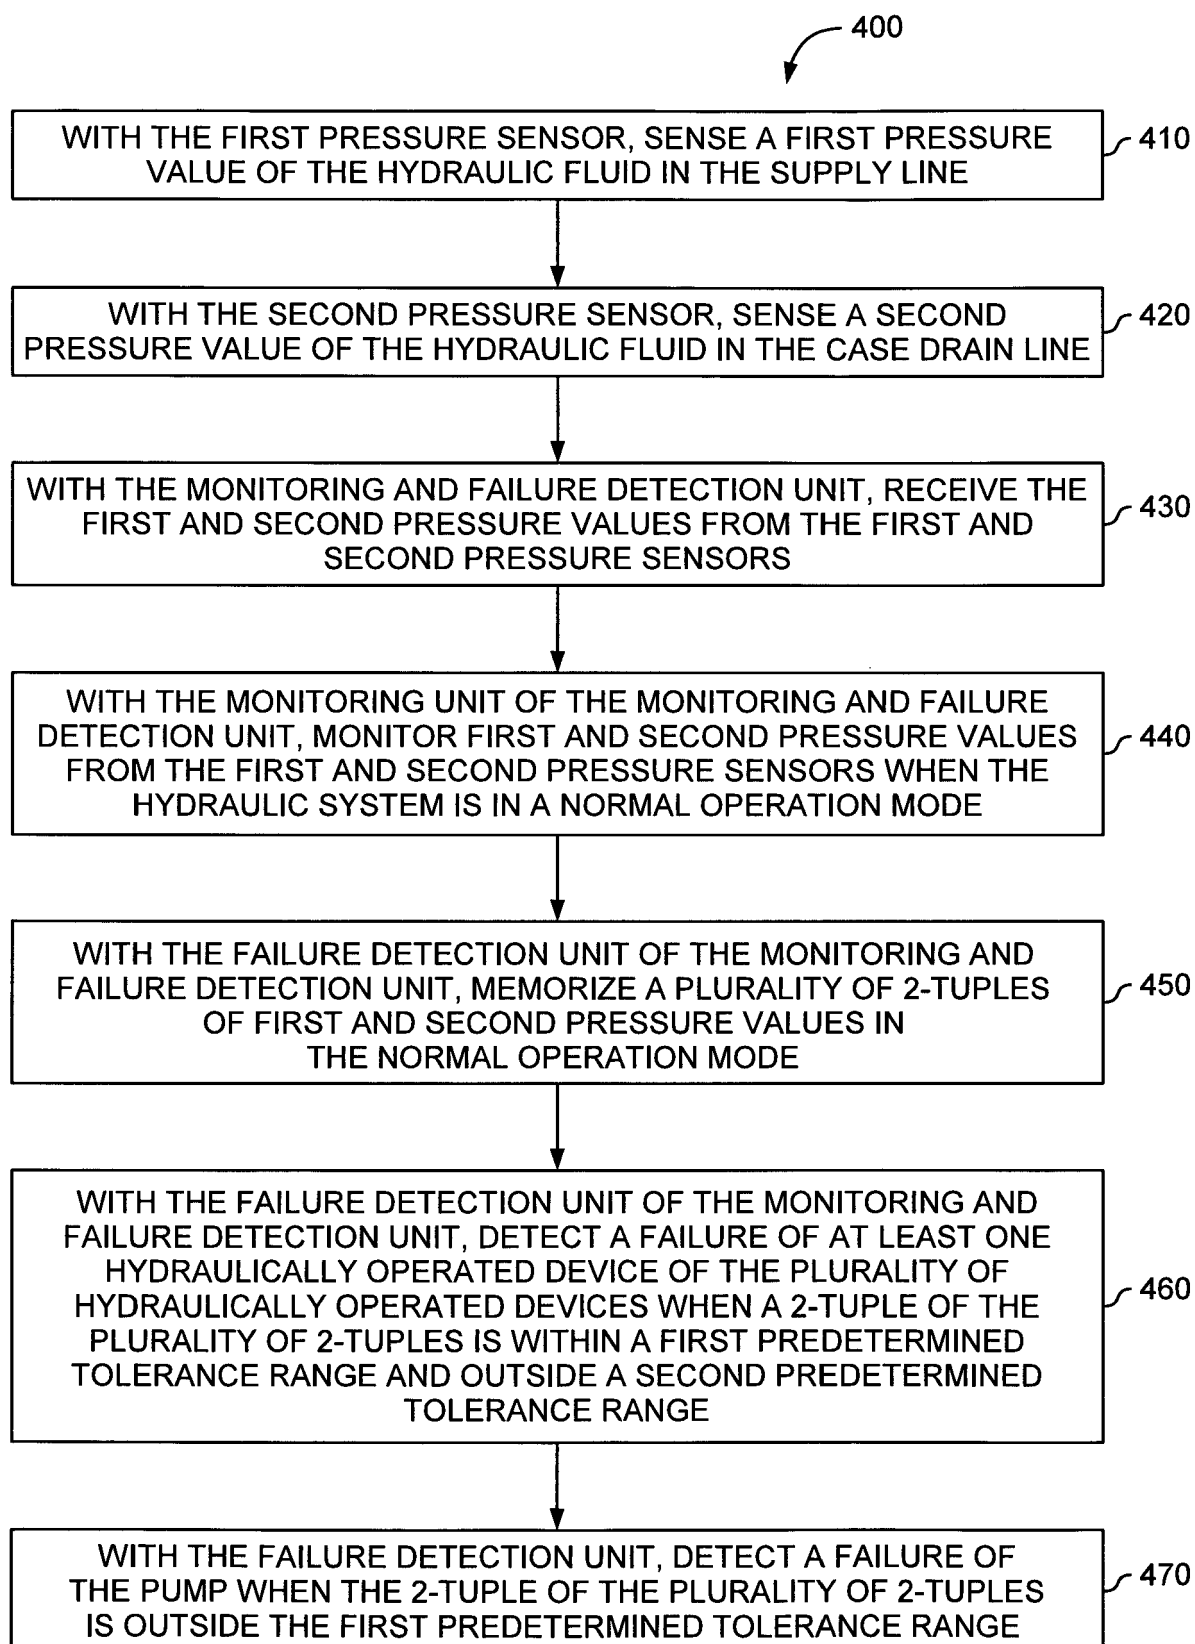 400
WITH THE FIRST PRESSURE SENSOR, SENSE A FIRST PRESSURE
VALUE OF THE HYDRAULIC FLUID IN THE SUPPLY LINE
410
WITH THE SECOND PRESSURE SENSOR, SENSE A SECOND
PRESSURE VALUE OF THE HYDRAULIC FLUID IN THE CASE DRAIN LINE
420
WITH THE MONITORING AND FAILURE DETECTION UNIT, RECEIVE THE
FIRST AND SECOND PRESSURE VALUES FROM THE FIRST AND
SECOND PRESSURE SENSORS
430
WITH THE MONITORING UNIT OF THE MONITORING AND FAILURE
DETECTION UNIT, MONITOR FIRST AND SECOND PRESSURE VALUES
FROM THE FIRST AND SECOND PRESSURE SENSORS WHEN THE
HYDRAULIC SYSTEM IS IN A NORMAL OPERATION MODE
440
WITH THE FAILURE DETECTION UNIT OF THE MONITORING AND
FAILURE DETECTION UNIT, MEMORIZE A PLURALITY OF 2-TUPLES
OF FIRST AND SECOND PRESSURE VALUES IN
THE NORMAL OPERATION MODE
450
WITH THE FAILURE DETECTION UNIT OF THE MONITORING AND
FAILURE DETECTION UNIT, DETECT A FAILURE OF AT LEAST ONE
HYDRAULICALLY OPERATED DEVICE OF THE PLURALITY OF
HYDRAULICALLY OPERATED DEVICES WHEN A 2-TUPLE OF THE
PLURALITY OF 2-TUPLES IS WITHIN A FIRST PREDETERMINED
TOLERANCE RANGE AND OUTSIDE A SECOND PREDETERMINED
TOLERANCE RANGE
460
WITH THE FAILURE DETECTION UNIT, DETECT A FAILURE OF
THE PUMP WHEN THE 2-TUPLE OF THE PLURALITY OF 2-TUPLES
IS OUTSIDE THE FIRST PREDETERMINED TOLERANCE RANGE
470